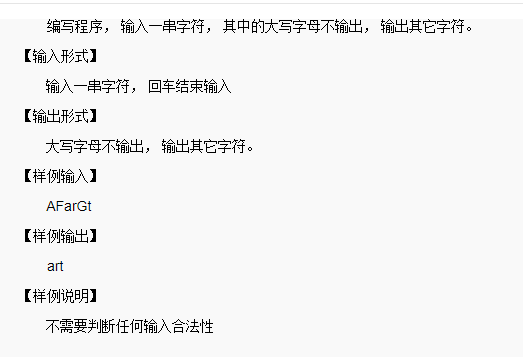 编写程序，输入一串字符，其中的大写字母不输出，输出其它字符。
【输入形式】
输入一串字符，回车结束输入
【输出形式】
大写字母不输出，输出其它字符。
【样例输入】
AFarGt
【样例输出】
art
【样例说明】
不需要判断任何输入合法性